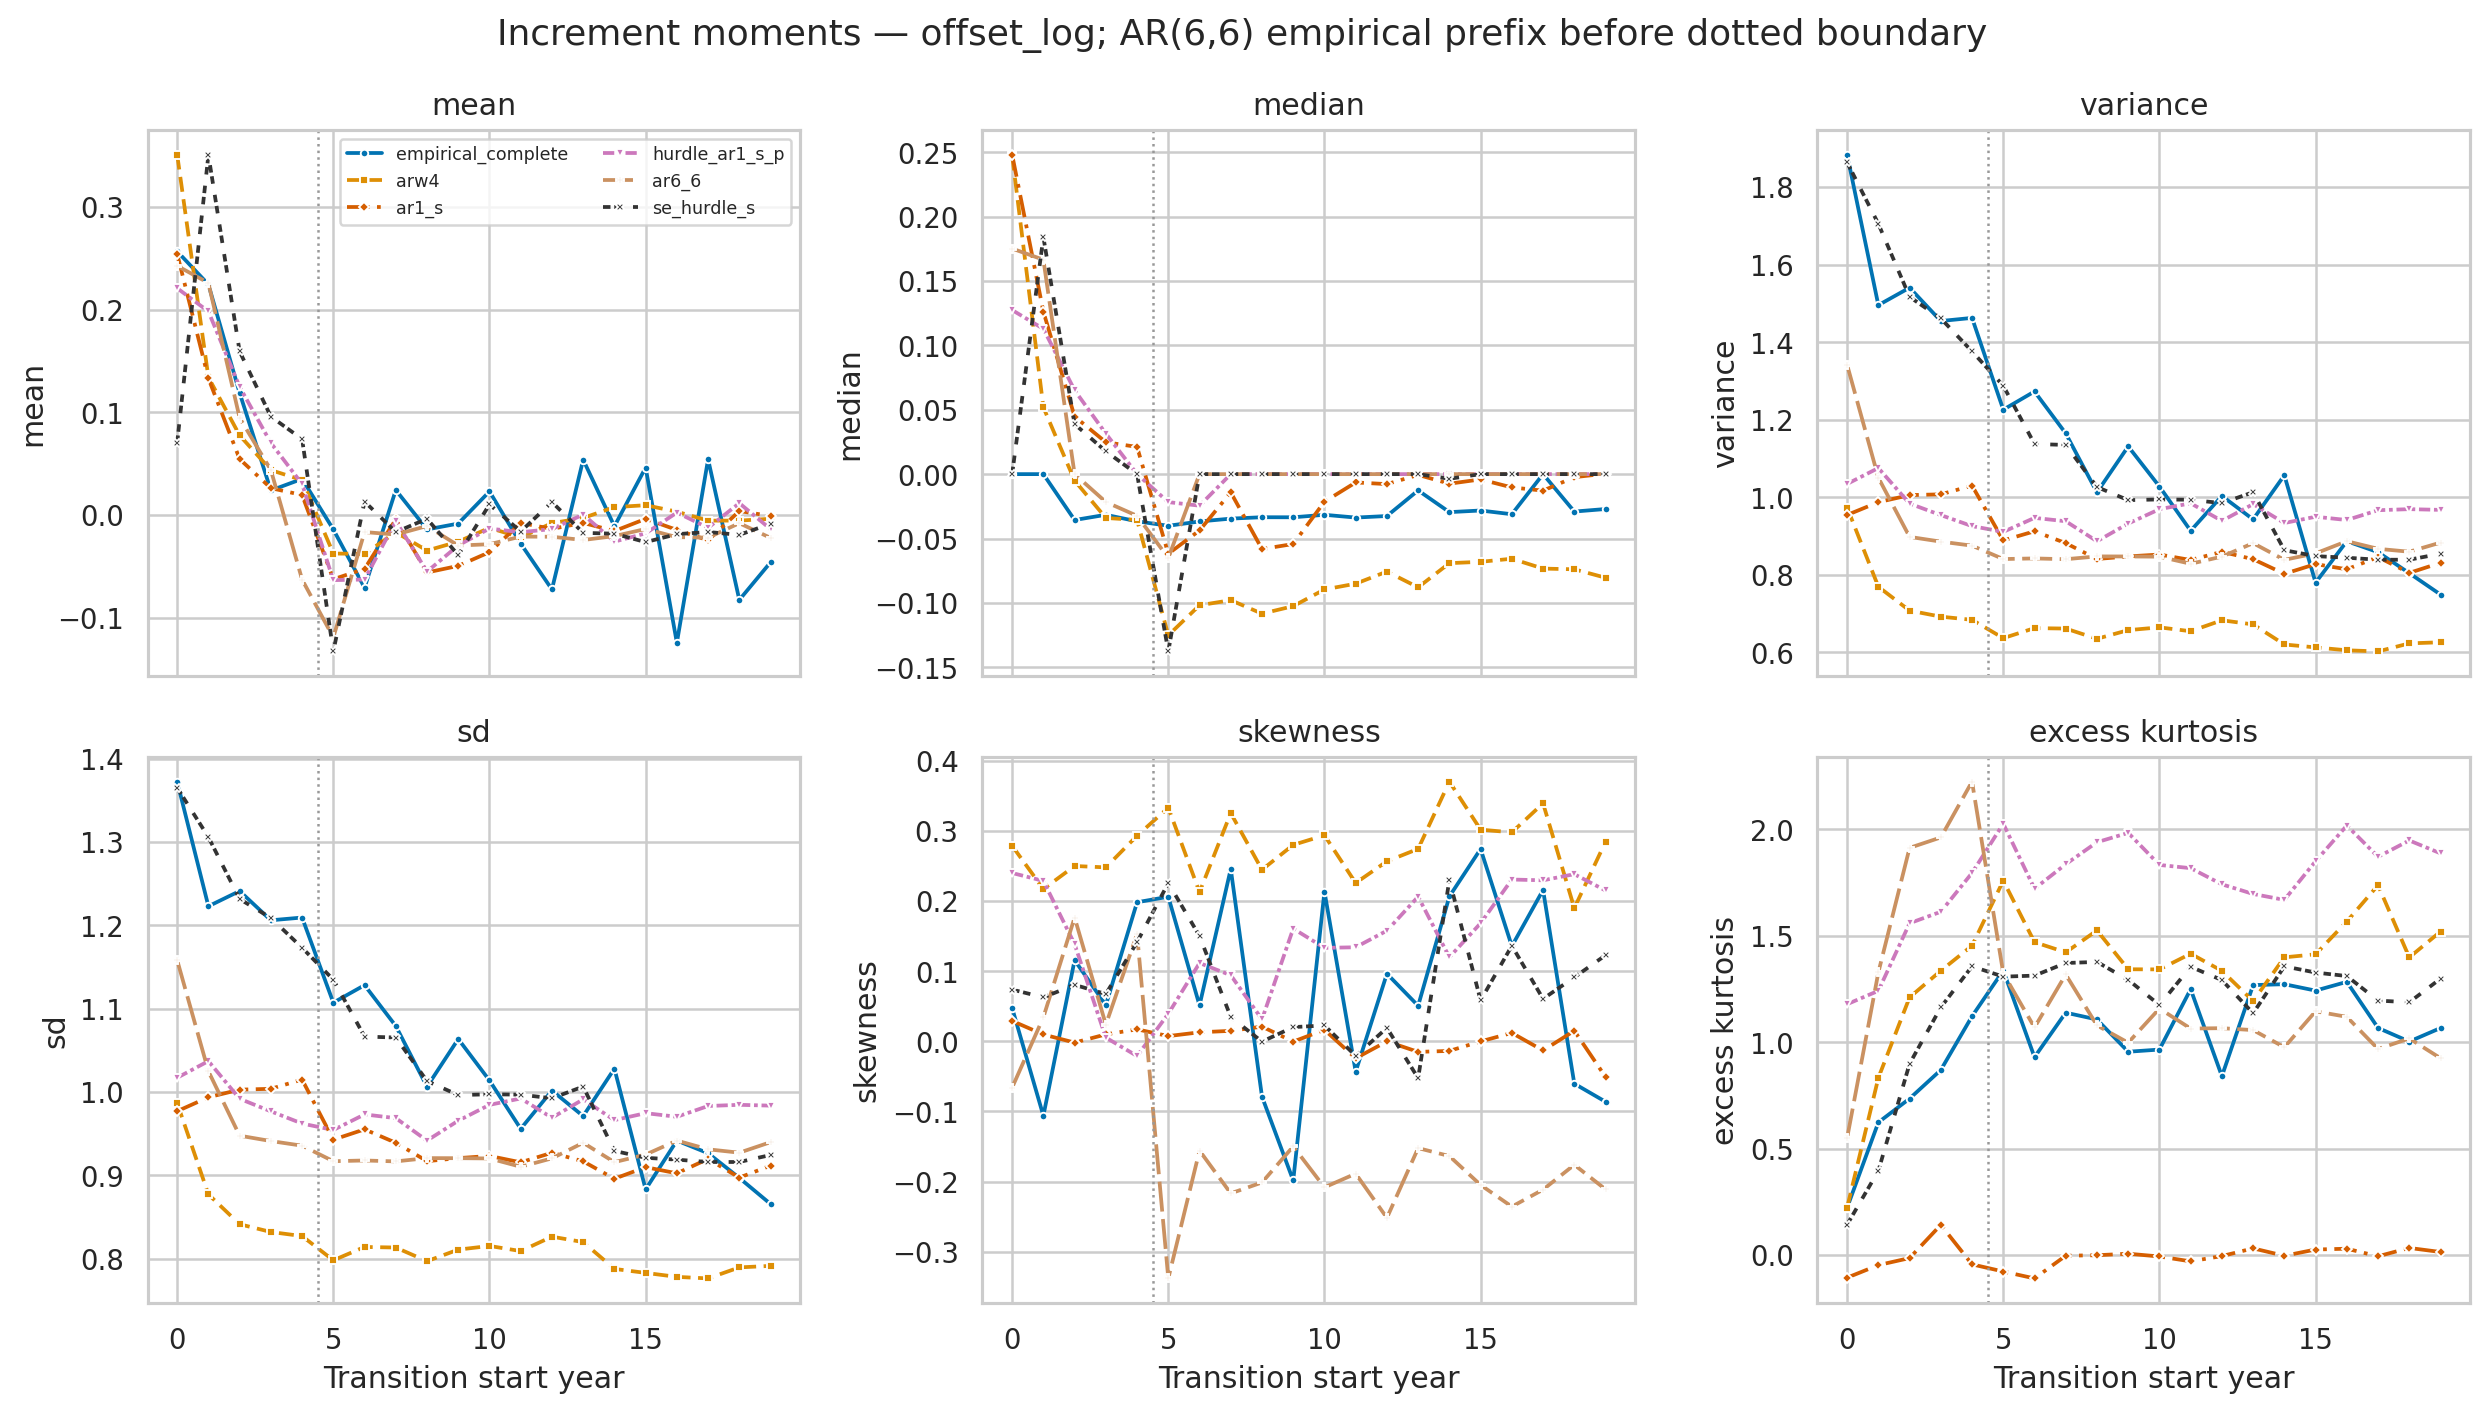 Increment moments — offset_log; AR(6,6) empirical prefix before dotted boundary
mean
median
variance
empirical_complete
arw4
ar1_s
hurdle_ar1_s_p
ar6_6
se_hurdle_s
mean
0.3
0.2
0.1
0.0
−0.1
median
0.25
0.20
0.15
0.10
0.05
0.00
−0.05
−0.10
−0.15
variance
1.8
1.6
1.4
1.2
1.0
0.8
0.6
sd
skewness
excess kurtosis
sd
1.4
1.3
1.2
1.1
1.0
0.9
0.8
skewness
0.4
0.3
0.2
0.1
0.0
−0.1
−0.2
−0.3
excess kurtosis
2.0
1.5
1.0
0.5
0.0
0 5 10 15
0 5 10 15
0 5 10 15
Transition start year
Transition start year
Transition start year